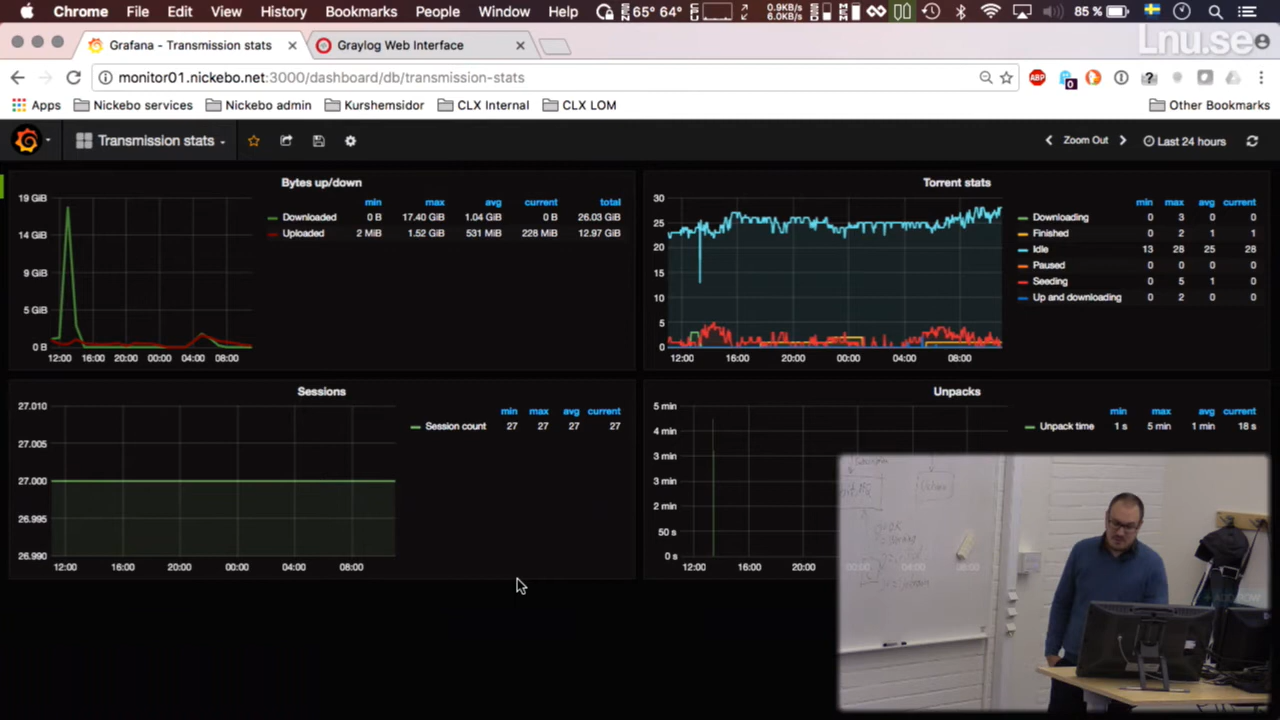 Chrome File Edit View History Bookmarks People Window Help 65° 64° 0.9KB/s 6.0KB/s 85 %
Grafana - Transmission stats Graylog Web Interface
Lnu.se
monitor01.nickebo.net:3000/dashboard/db/transmission-stats ABP 0
Apps Nickebo services Nickebo admin Kurshemsidor CLX Internal CLX LOM Other Bookmarks
Transmission stats Zoom Out Last 24 hours
Bytes up/down
min max avg current total
Downloaded 0 B 17.40 GiB 1.04 GiB 0 B 26.03 GiB
Uploaded 2 MiB 1.52 GiB 531 MiB 228 MiB 12.97 GiB
19 GiB
14 GiB
9 GiB
5 GiB
0 B
12:00 16:00 20:00 00:00 04:00 08:00
Torrent stats
min max avg current
Downloading 0 3 0 0
Finished 0 2 1 1
Idle 13 28 25 28
Paused 0 0 0 0
Seeding 0 5 1 0
Up and downloading 0 2 0 0
30
25
20
15
10
5
0
12:00 16:00 20:00 00:00 04:00 08:00
Sessions
min max avg current
Session count 27 27 27 27
27.010
27.005
27.000
26.995
26.990
12:00 16:00 20:00 00:00 04:00 08:00
Unpacks
min max avg current
Unpack time 1 s 5 min 1 min 18 s
5 min
4 min
3 min
3 min
2 min
50 s
0 s
12:00 16:00 20:00 00:00 04:00 08:00